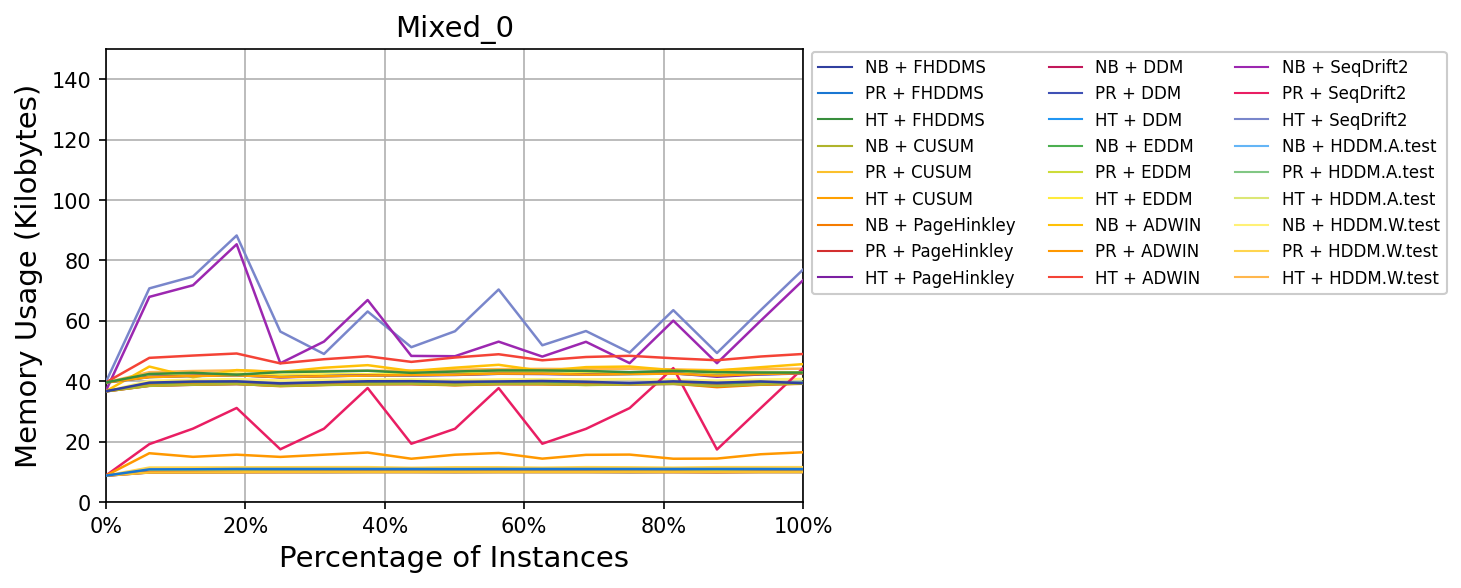 Mixed_0
Memory Usage (Kilobytes)
140
120
100
80
60
40
20
0
0%
20%
40%
60%
80%
100%
Percentage of Instances
NB + FHDDMS
PR + FHDDMS
HT + FHDDMS
NB + CUSUM
PR + CUSUM
HT + CUSUM
NB + PageHinkley
PR + PageHinkley
HT + PageHinkley
NB + DDM
PR + DDM
HT + DDM
NB + EDDM
PR + EDDM
HT + EDDM
NB + ADWIN
PR + ADWIN
HT + ADWIN
NB + SeqDrift2
PR + SeqDrift2
HT + SeqDrift2
NB + HDDM.A.test
PR + HDDM.A.test
HT + HDDM.A.test
NB + HDDM.W.test
PR + HDDM.W.test
HT + HDDM.W.test